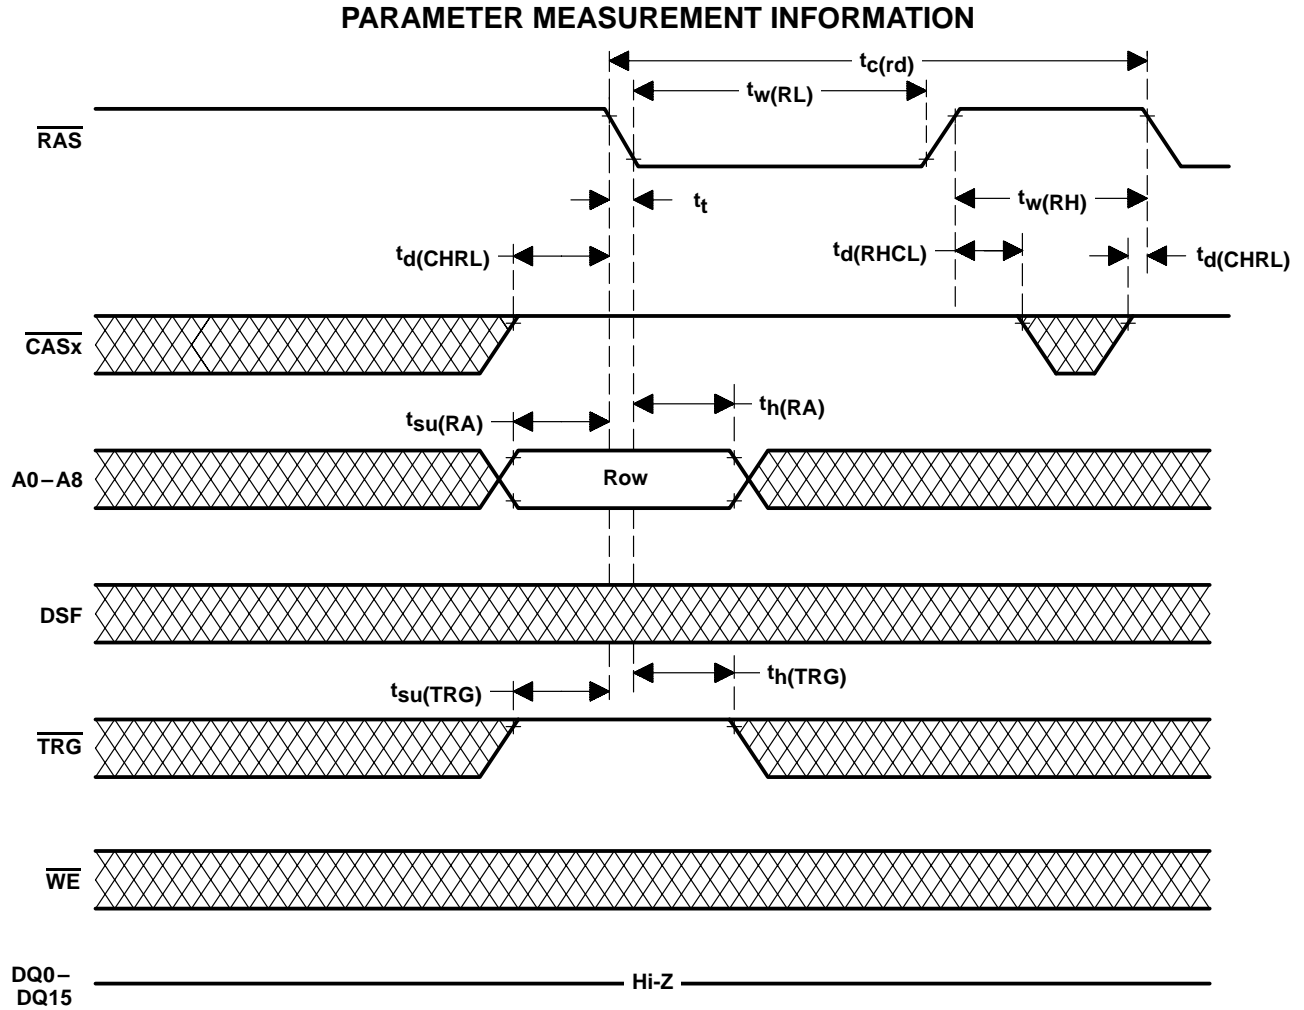 PARAMETER MEASUREMENT INFORMATION
tc(rd)
tw(RL)
RAS
tt
tw(RH)
td(CHRL)
td(RHCL)
td(CHRL)
CASx
tsu(RA)
th(RA)
A0–A8
Row
DSF
tsu(TRG)
th(TRG)
TRG
WE
DQ0–
DQ15
Hi-Z